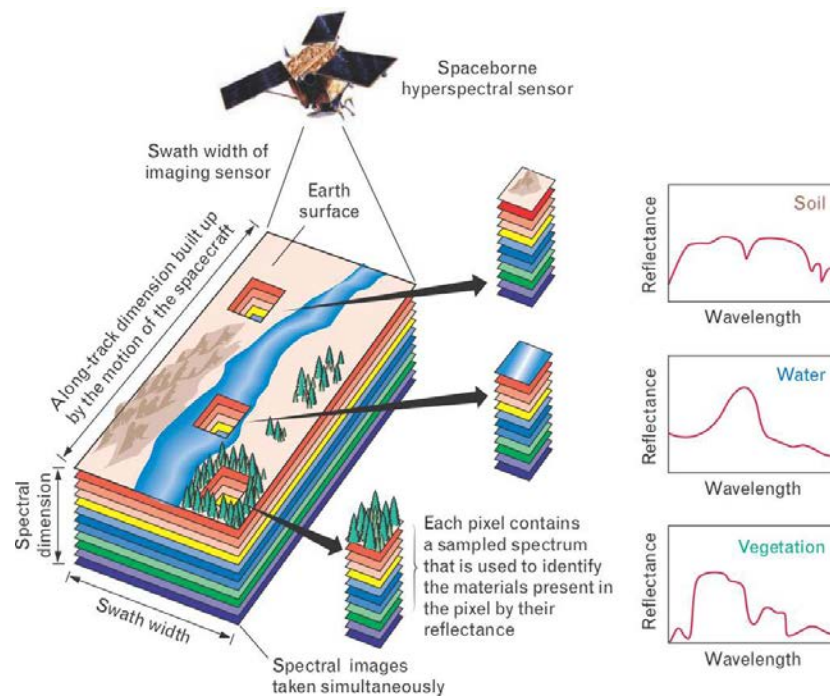 Spaceborne
hyperspectral sensor
Swath width of
imaging sensor
Earth
surface
Along-track dimension built up
by the motion of the spacecraft
Spectral
dimension
Swath width
Spectral images
taken simultaneously
Each pixel contains
a sampled spectrum
that is used to identify
the materials present in
the pixel by their
reflectance
Reflectance
Soil
Wavelength
Reflectance
Water
Wavelength
Reflectance
Vegetation
Wavelength